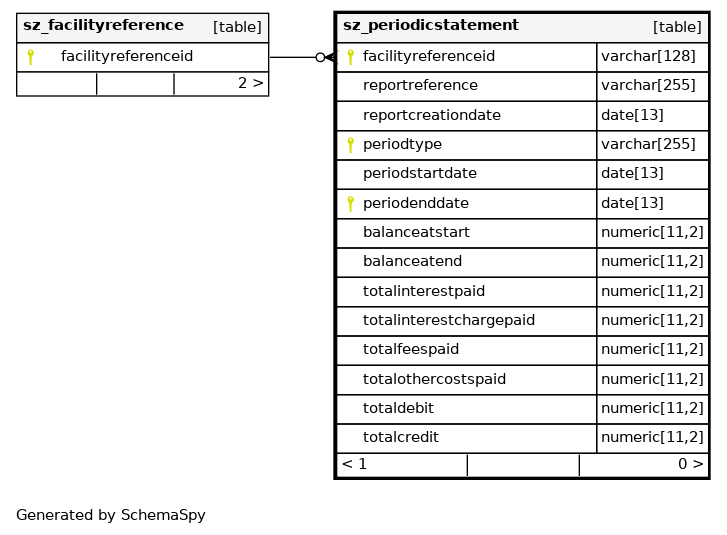 sz_facilityreference [table]
facilityreferenceid
2 >
sz_periodicstatement [table]
facilityreferenceid varchar[128]
reportreference varchar[255]
reportcreationdate date[13]
periodtype varchar[255]
periodstartdate date[13]
periodenddate date[13]
balanceatstart numeric[11,2]
balanceatend numeric[11,2]
totalinterestpaid numeric[11,2]
totalinterestchargepaid numeric[11,2]
totalfeespaid numeric[11,2]
totalothercostspaid numeric[11,2]
totaldebit numeric[11,2]
totalcredit numeric[11,2]
< 1 0 >
Generated by SchemaSpy